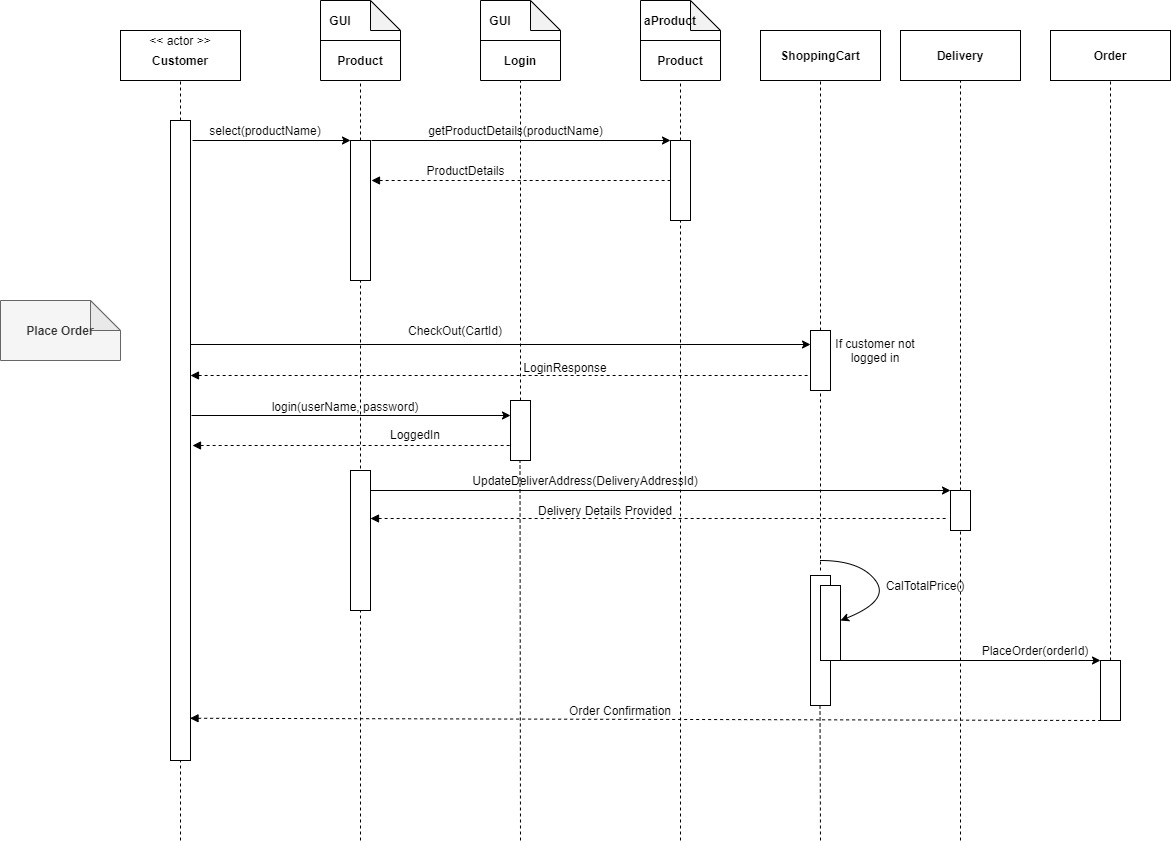 GUI
GUI
aProduct
<< actor >>
Customer
Product
Login
Product
ShoppingCart
Delivery
Order
select(productName)
getProductDetails(productName)
ProductDetails
Place Order
CheckOut(CartId)
If customer not
logged in
LoginResponse
login(userName, password)
LoggedIn
UpdateDeliverAddress(DeliveryAddressId)
Delivery Details Provided
CalTotalPrice()
PlaceOrder(orderId)
Order Confirmation